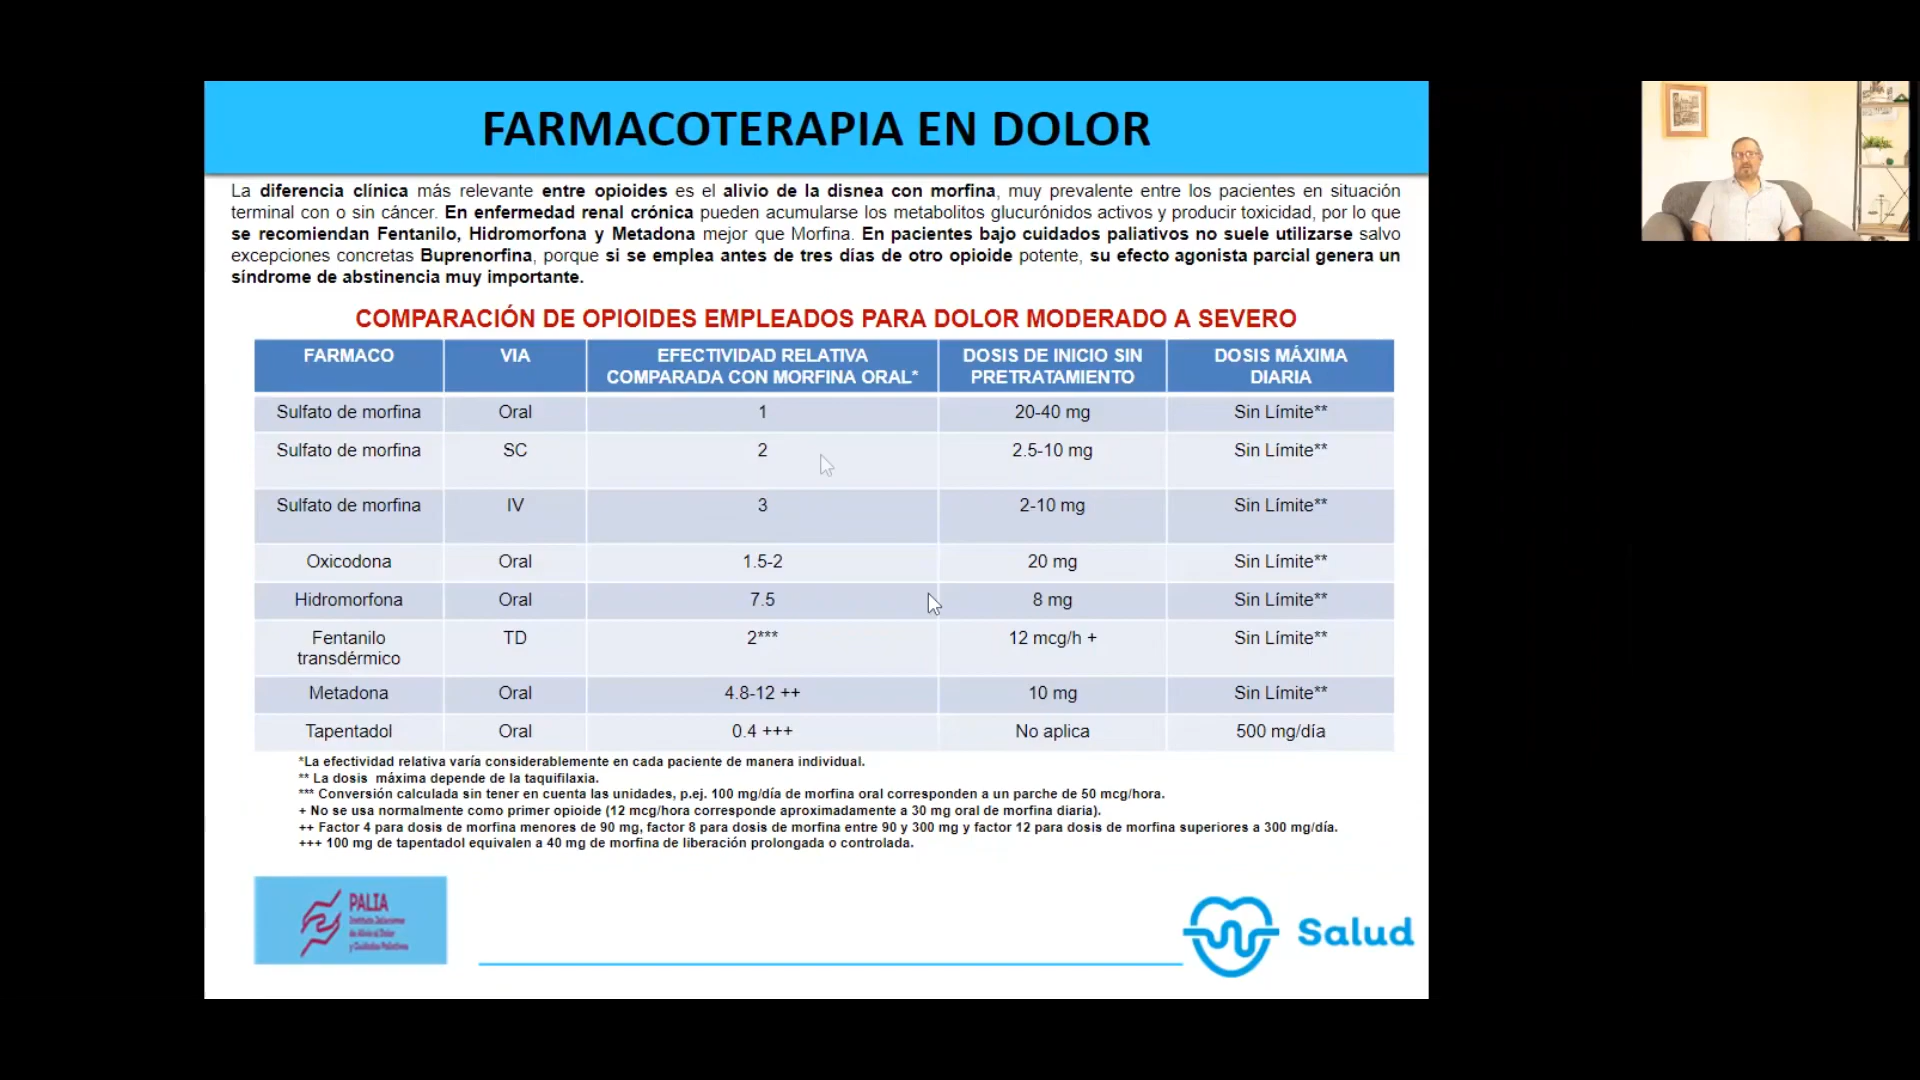 FARMACOTERAPIA EN DOLOR
La diferencia clínica más relevante entre opioides es el alivio de la disnea con morfina, muy prevalente entre los pacientes en situación
terminal con o sin cáncer. En enfermedad renal crónica pueden acumularse los metabolitos glucurónidos activos y producir toxicidad, por lo que
se recomiendan Fentanilo, Hidromorfona y Metadona mejor que Morfina. En pacientes bajo cuidados paliativos no suele utilizarse salvo
excepciones concretas Buprenorfina, porque si se emplea antes de tres días de otro opioide potente, su efecto agonista parcial genera un
síndrome de abstinencia muy importante.
COMPARACIÓN DE OPIOIDES EMPLEADOS PARA DOLOR MODERADO A SEVERO
FARMACO VIA EFECTIVIDAD RELATIVA DOSIS DE INICIO SIN DOSIS MÁXIMA
COMPARADA CON MORFINA ORAL* PRETRATAMIENTO DIARIA
Sulfato de morfina Oral 1 20-40 mg Sin Límite**
Sulfato de morfina SC 2 2.5-10 mg Sin Límite**
Sulfato de morfina IV 3 2-10 mg Sin Límite**
Oxicodona Oral 1.5-2 20 mg Sin Límite**
Hidromorfona Oral 7.5 8 mg Sin Límite**
Fentanilo TD 2*** 12 mcg/h + Sin Límite**
transdérmico
Metadona Oral 4.8-12 ++ 10 mg Sin Límite**
Tapentadol Oral 0.4 +++ No aplica 500 mg/día
*La efectividad relativa varía considerablemente en cada paciente de manera individual.
** La dosis máxima depende de la taquifilaxia.
*** Conversión calculada sin tener en cuenta las unidades, p.ej. 100 mg/día de morfina oral corresponden a un parche de 50 mcg/hora.
+ No se usa normalmente como primer opioide (12 mcg/hora corresponde aproximadamente a 30 mg oral de morfina diaria).
++ Factor 4 para dosis de morfina menores de 90 mg, factor 8 para dosis de morfina entre 90 y 300 mg y factor 12 para dosis de morfina superiores a 300 mg/día.
+++ 100 mg de tapentadol equivalen a 40 mg de morfina de liberación prolongada o controlada.
PALIA
Instituto Jalisciense
de Alivio al Dolor
y Cuidados Paliativos
Salud